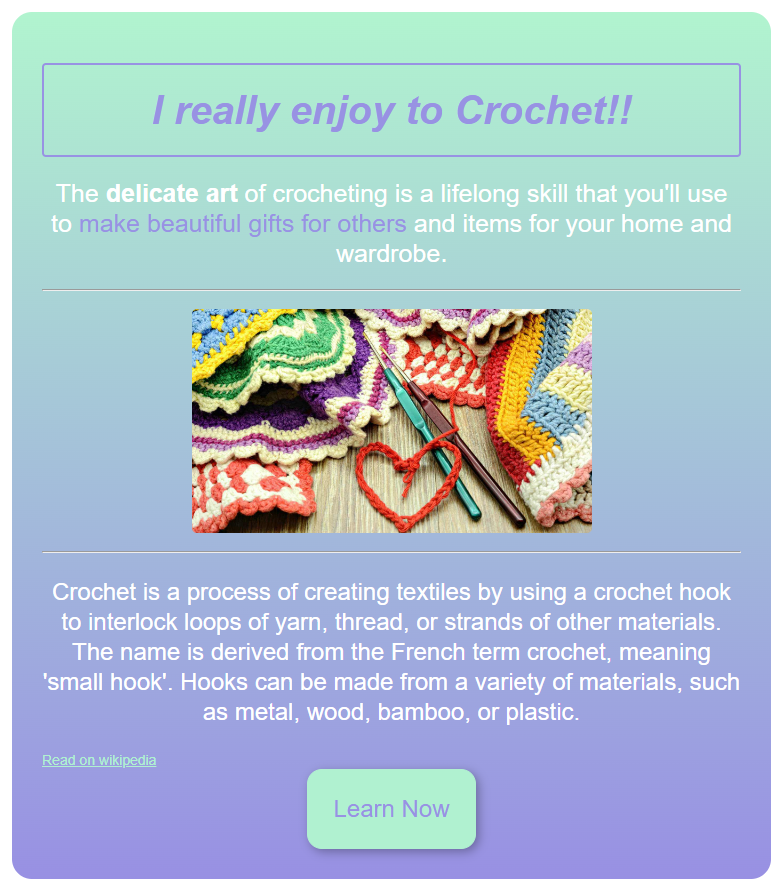 I really enjoy to Crochet!!
The delicate art of crocheting is a lifelong skill that you'll use
to make beautiful gifts for others and items for your home and
wardrobe.
Crochet is a process of creating textiles by using a crochet hook
to interlock loops of yarn, thread, or strands of other materials.
The name is derived from the French term crochet, meaning
'small hook'. Hooks can be made from a variety of materials, such
as metal, wood, bamboo, or plastic.
Read on wikipedia
Learn Now